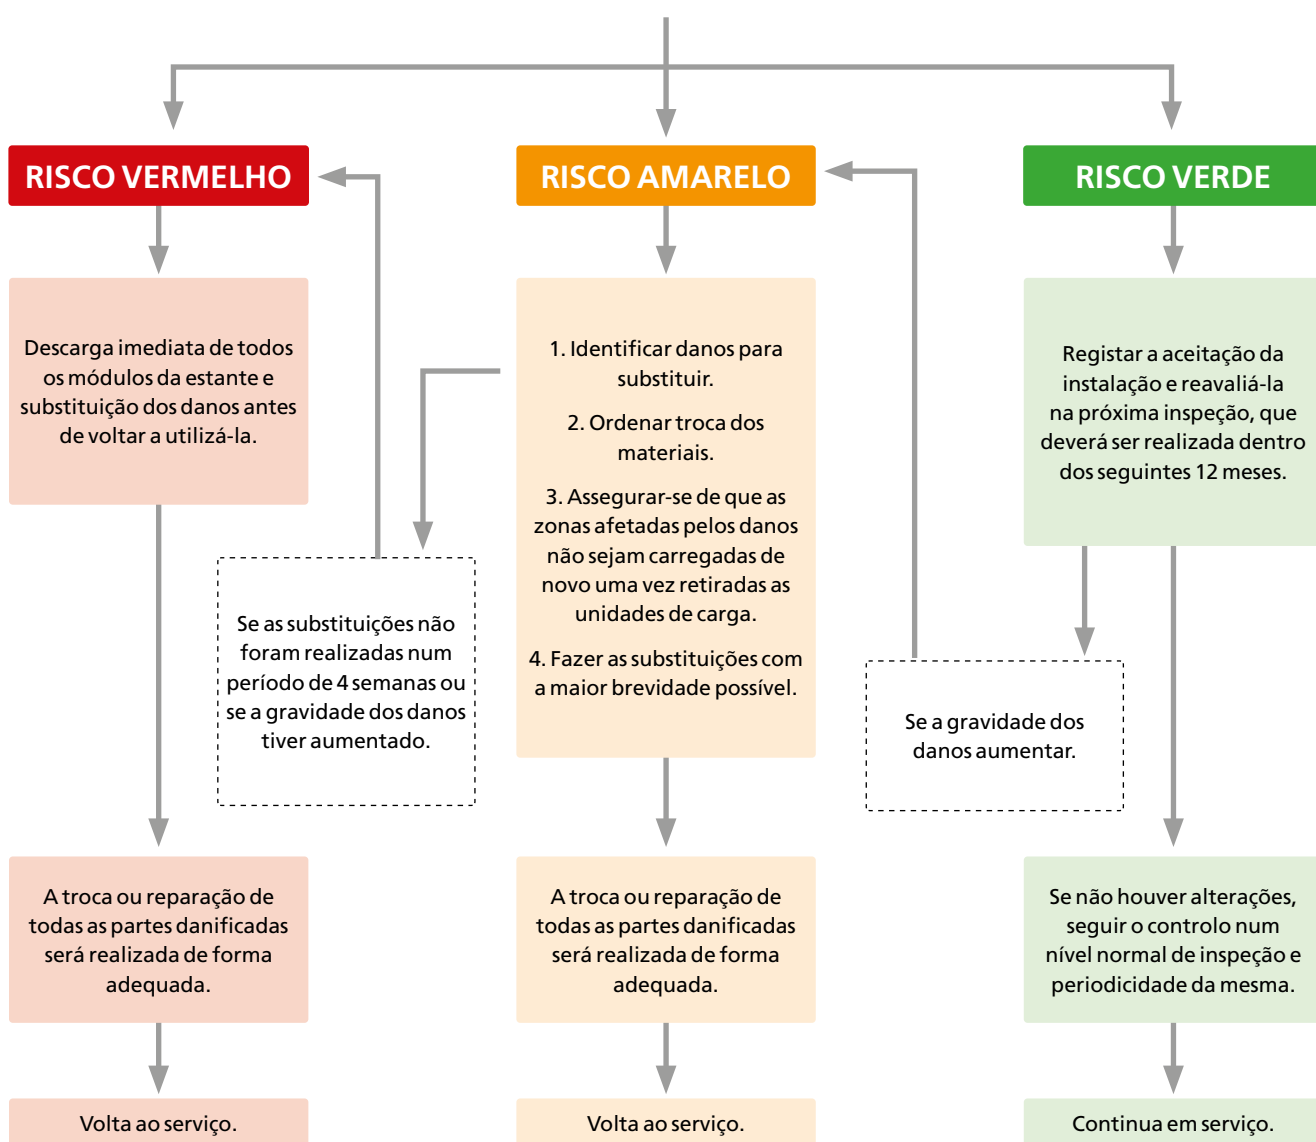 RISCO VERMELHO
Descarga imediata de todos
os módulos da estante e
substituição dos danos antes
de voltar a utilizá-la.
Se as substituições não
foram realizadas num
período de 4 semanas ou
se a gravidade dos danos
tiver aumentado.
A troca ou reparação de
todas as partes danificadas
será realizada de forma
adequada.
Volta ao serviço.
RISCO AMARELO
1. Identificar danos para
substituir.
2. Ordenar troca dos
materiais.
3. Assegurar-se de que as
zonas afetadas pelos danos
não sejam carregadas de
novo uma vez retiradas as
unidades de carga.
4. Fazer as substituições com
a maior brevidade possível.
A troca ou reparação de
todas as partes danificadas
será realizada de forma
adequada.
Volta ao serviço.
RISCO VERDE
Registar a aceitação da
instalação e reavaliá-la
na próxima inspeção, que
deverá ser realizada dentro
dos seguintes 12 meses.
Se a gravidade dos
danos aumentar.
Se não houver alterações,
seguir o controlo num
nível normal de inspeção e
periodicidade da mesma.
Continua em serviço.